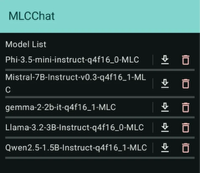 MLCChat
Model List
Phi-3.5-mini-instruct-q4f16_0-MLC
Mistral-7B-Instruct-v0.3-q4f16_1-ML
C
gemma-2-2b-it-q4f16_1-MLC
Llama-3.2-3B-Instruct-q4f16_0-MLC
Qwen2.5-1.5B-Instruct-q4f16_1-MLC